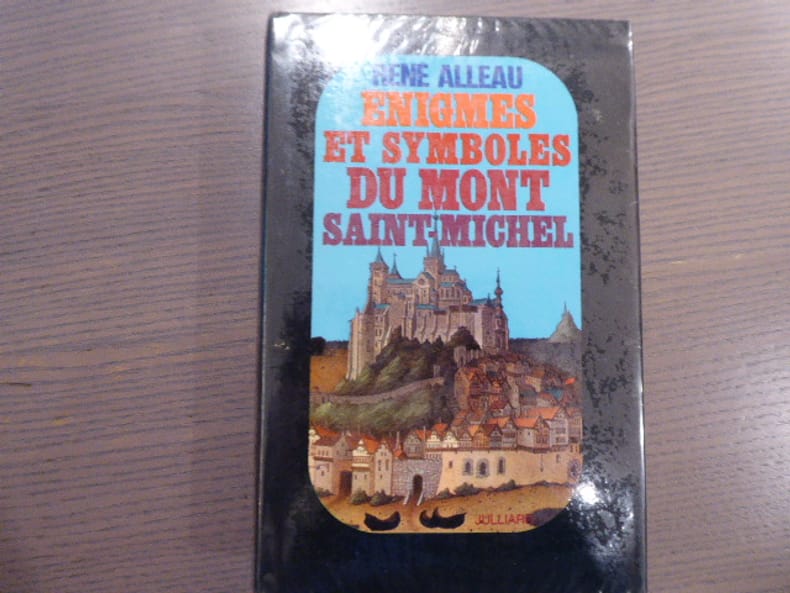 RENÉ ALLEAU
ENIGMES
ET SYMBOLES
DU MONT
SAINT-MICHEL
JULLIARD